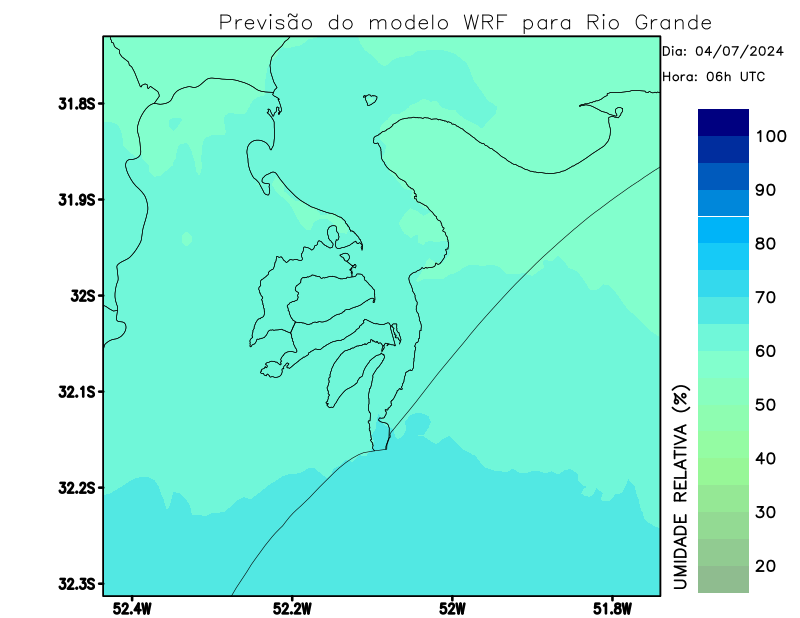 Previsão do modelo WRF para Rio Grande
Dia: 04/07/2024
Hora: 06h UTC
31.8S
31.9S
32S
32.1S
32.2S
32.3S
52.4W
52.2W
52W
51.8W
100
90
80
70
60
50
40
30
20
UMIDADE RELATIVA (%)